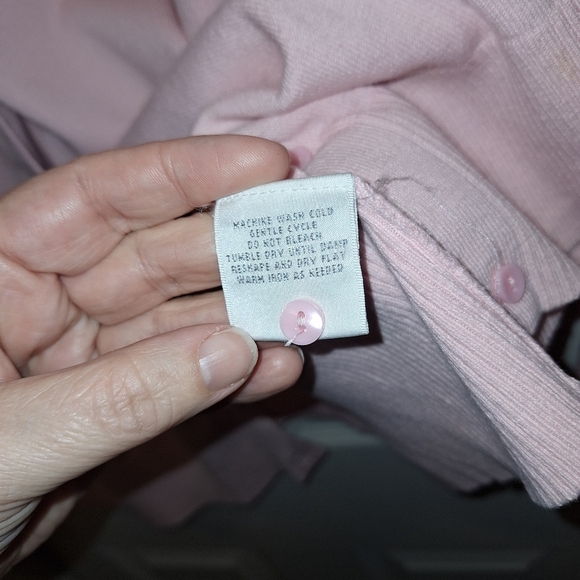 MACHINE WASH COLD
GENTLE CYCLE
DO NOT BLEACH
TUMBLE DRY UNTIL DAMP
RESHAPE AND DRY FLAT
WARM IRON AS NEEDED